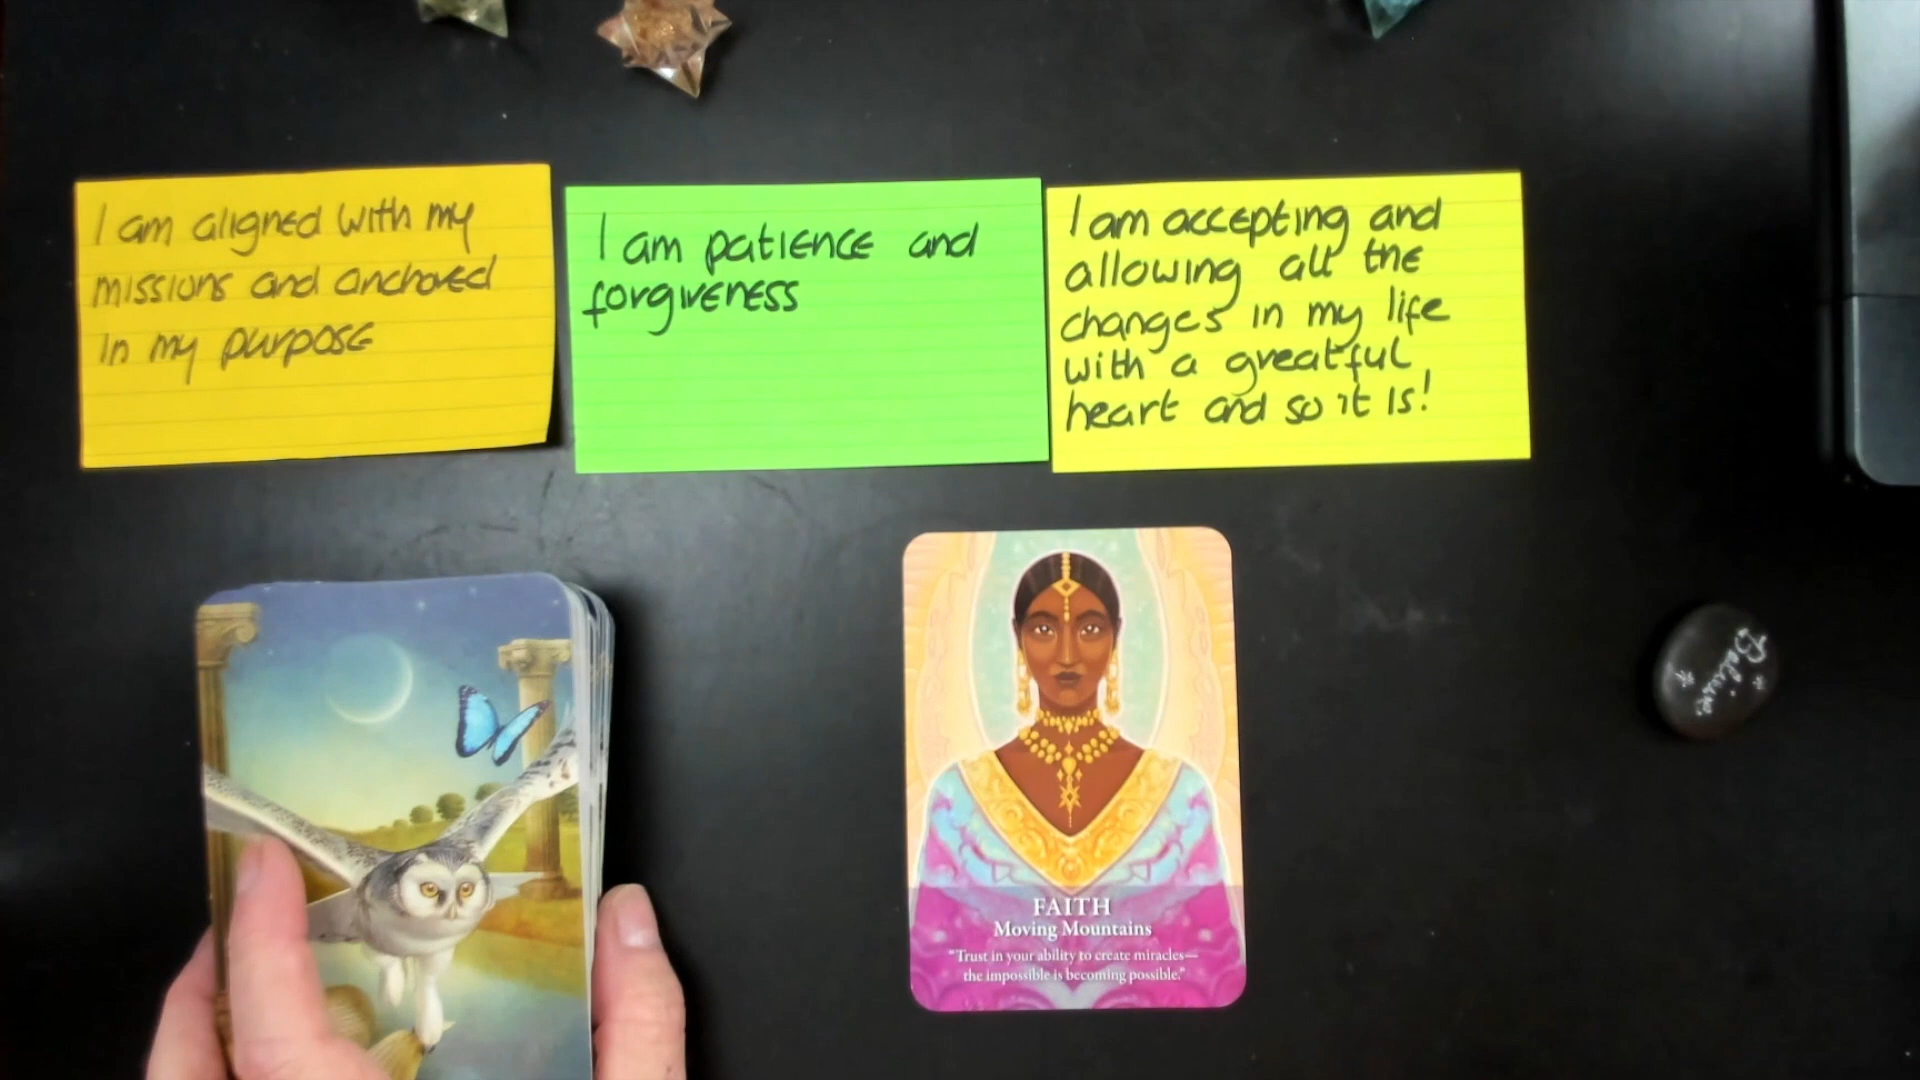 I am aligned with my
missions and anchored
in my purpose
I am patience and
forgiveness
I am accepting and
allowing all the
changes in my life
with a greatful
heart and so it is!
FAITH
Moving Mountains
"Trust in your ability to create miracles—
the impossible is becoming possible."
Believe